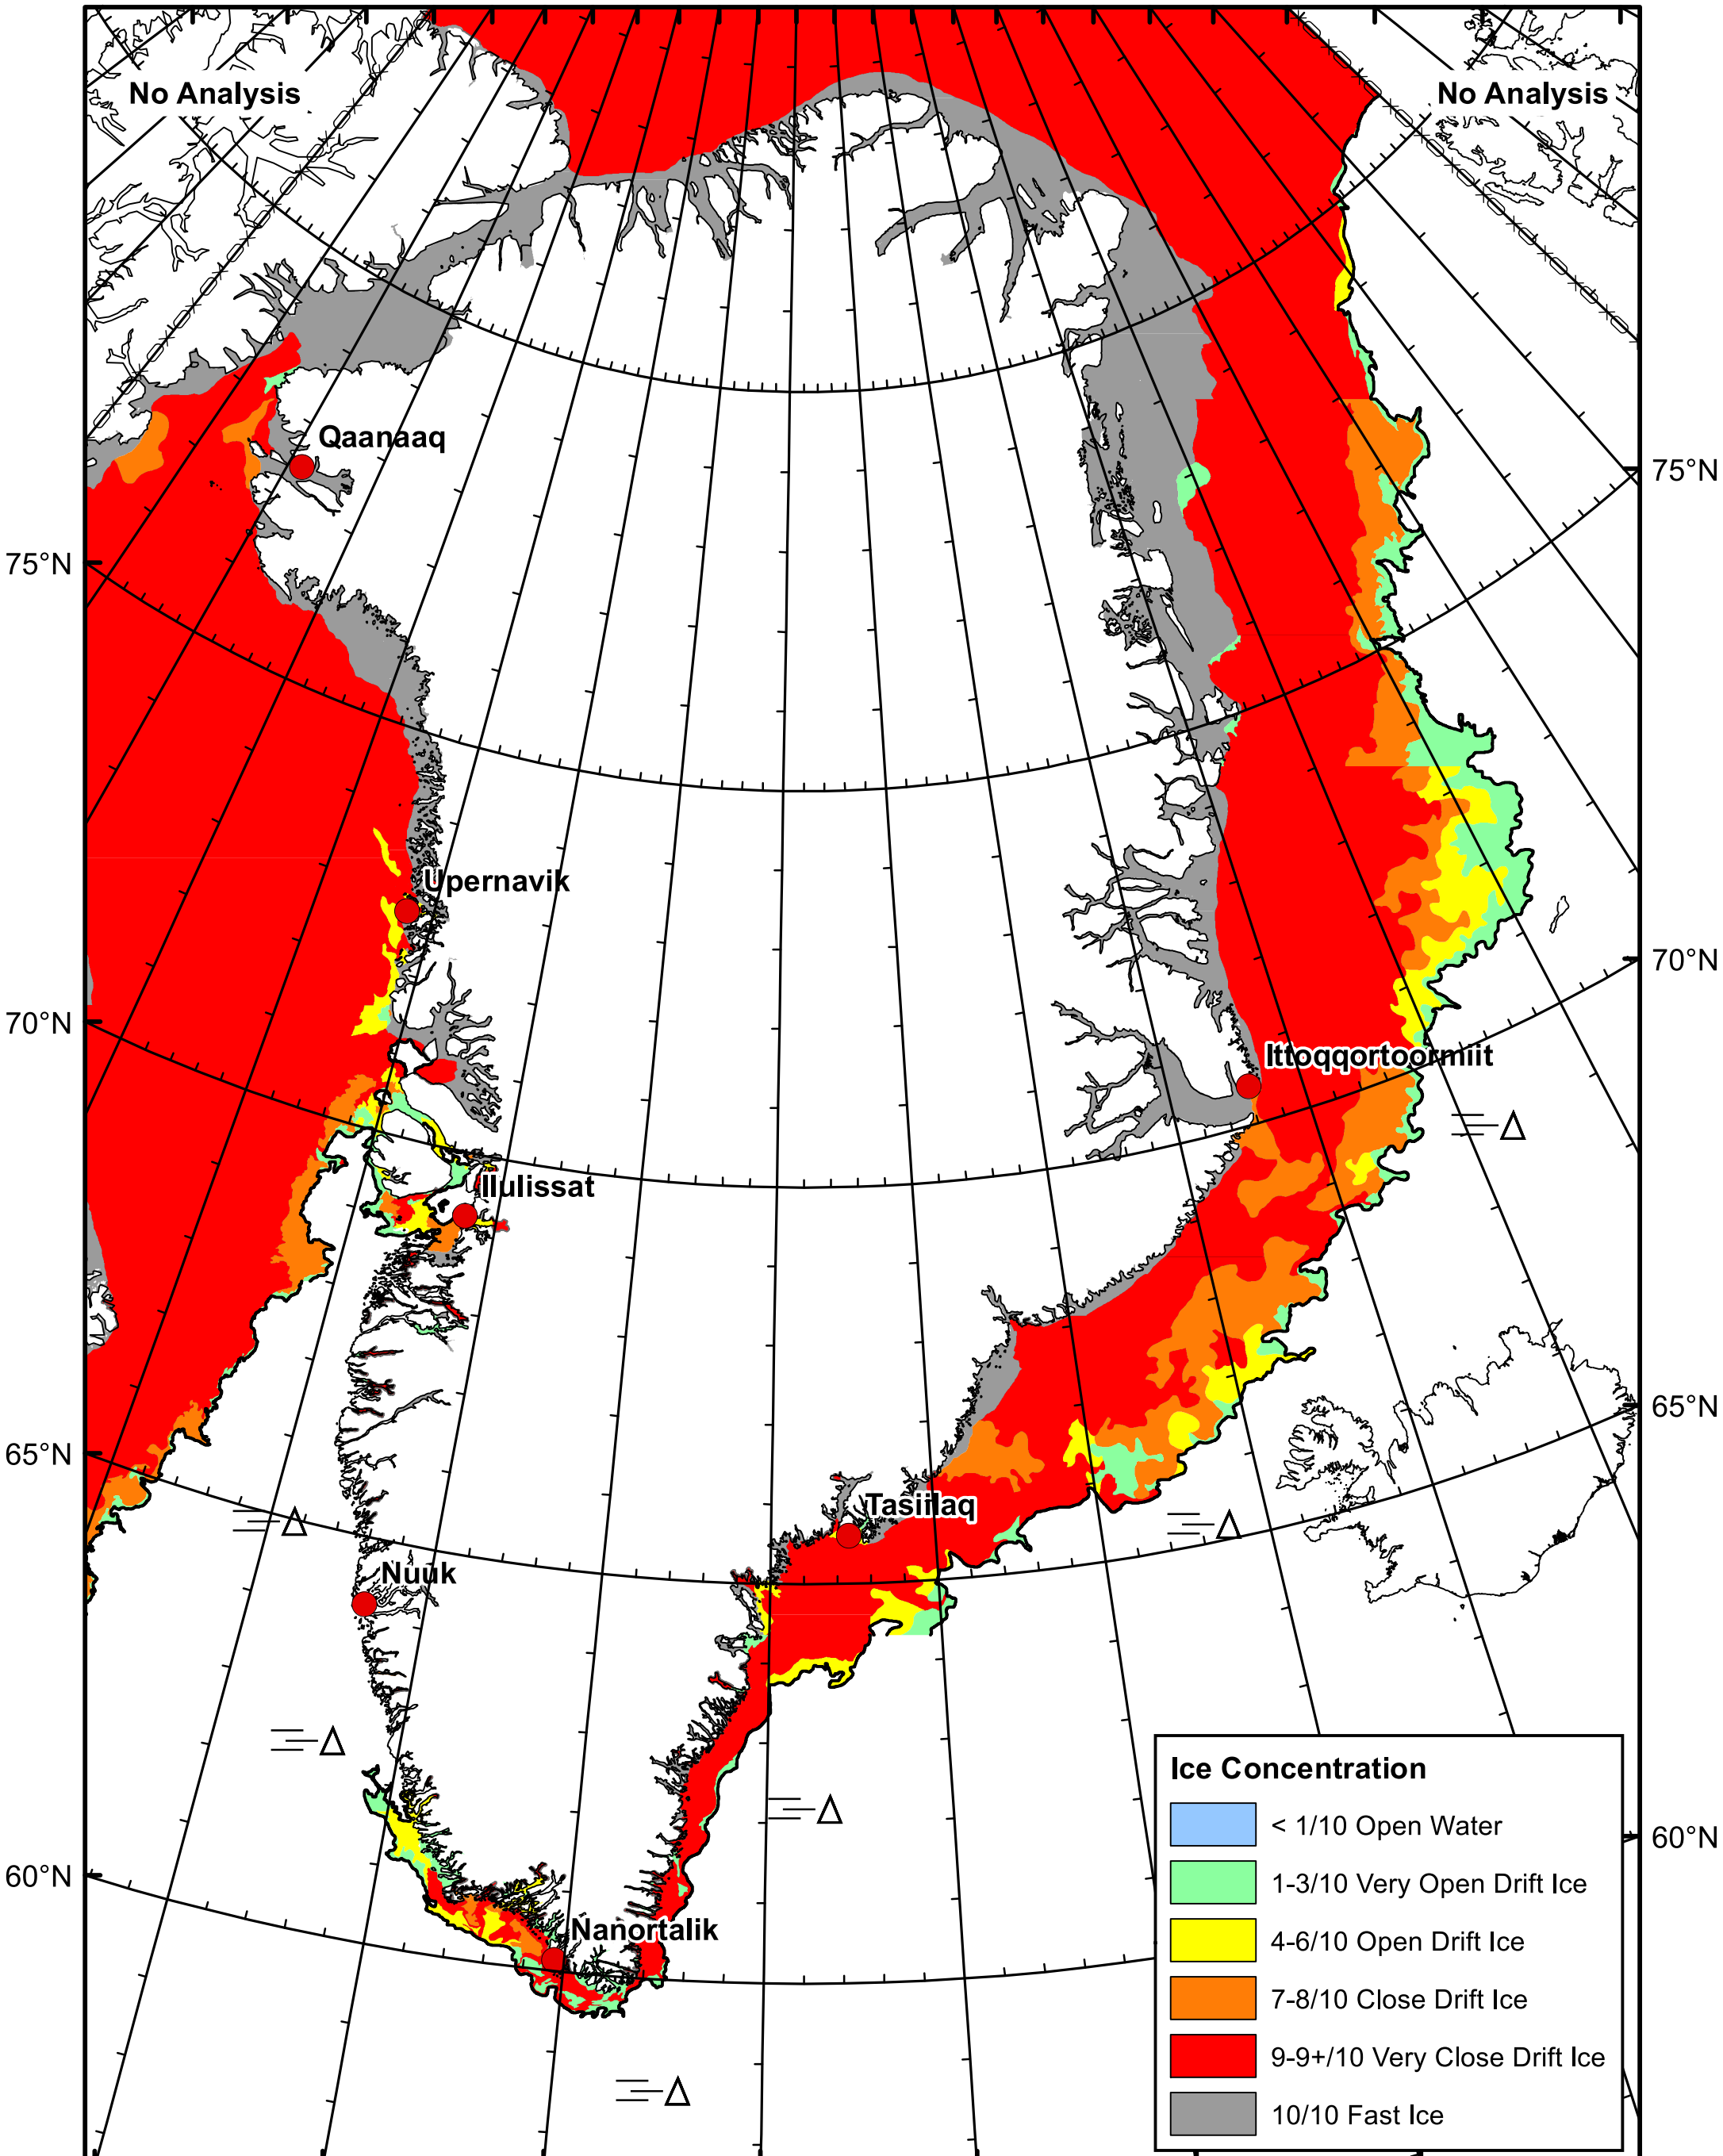 No Analysis
No Analysis
Qaanaaq
75°N
75°N
Upernavik
70°N
70°N
Ittoqqortoormiit
Ilulissat
65°N
65°N
Tasiilaq
Nuuk
Ice Concentration
< 1/10 Open Water
60°N
60°N
1-3/10 Very Open Drift Ice
Nanortalik
4-6/10 Open Drift Ice
7-8/10 Close Drift Ice
9-9+/10 Very Close Drift Ice
10/10 Fast Ice